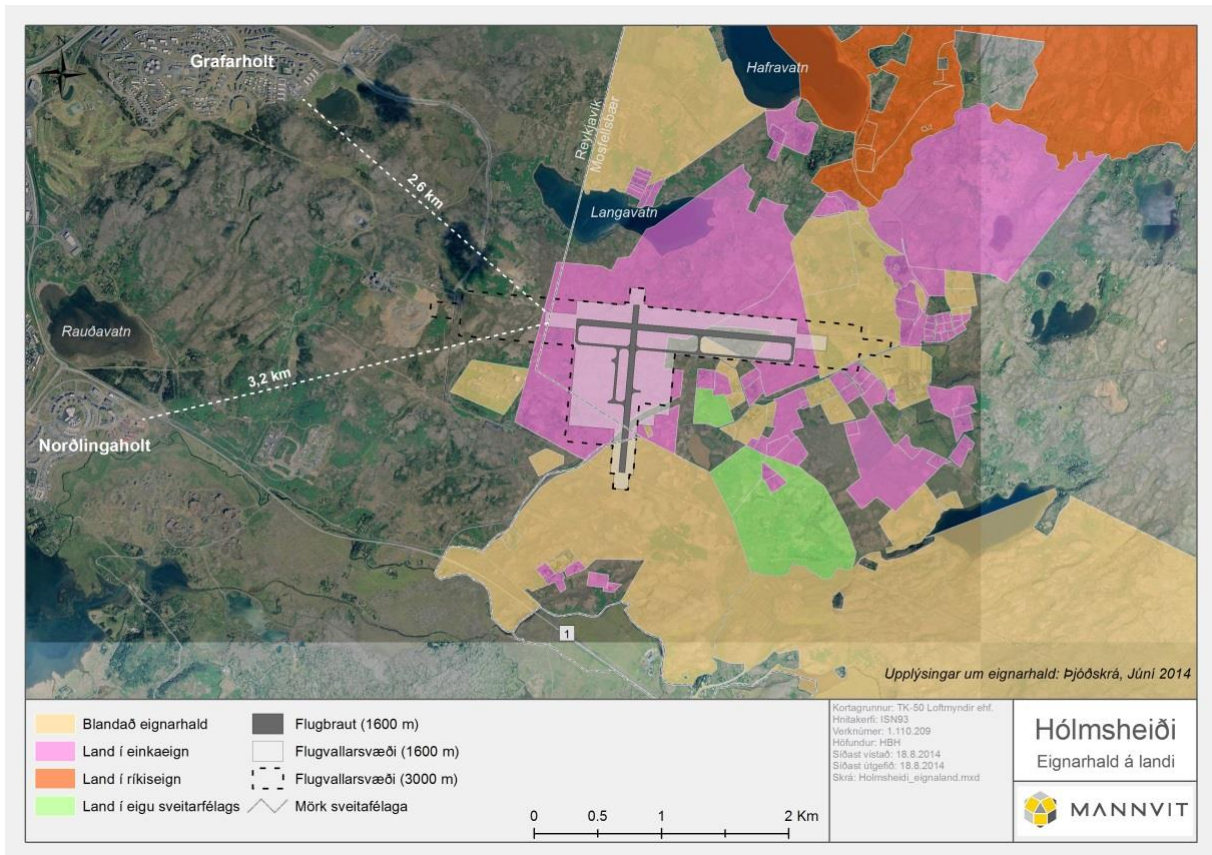 N
Grafarholt
Hafravatn
Reykjavík
Mosfellsbær
2.6 km
Langavatn
Rauðavatn
3,2 km
Norðlingaholt
1
Upplýsingar um eignarhald: Þjóðskrá, Júní 2014
Blandað eignarhald
Land í einkaeign
Land í ríkiseign
Land í eigu sveitarfélags
Flugbraut (1600 m)
Flugvallarsvæði (1600 m)
Flugvallarsvæði (3000 m)
Mörk sveitafélaga
0 0.5 1 2 Km
Kortagrunnur: TK-50 Loftmyndir ehf.
Hnitakerfi: ISN93
Verknúmer: 1.110.209
Höfundur: HBH
Síðast vistað: 18.8.2014
Síðast útgefið: 18.8.2014
Skrá: Holmsheidi_eignaland.mxd
Hólmsheiði
Eignarhald á landi
MANNVIT